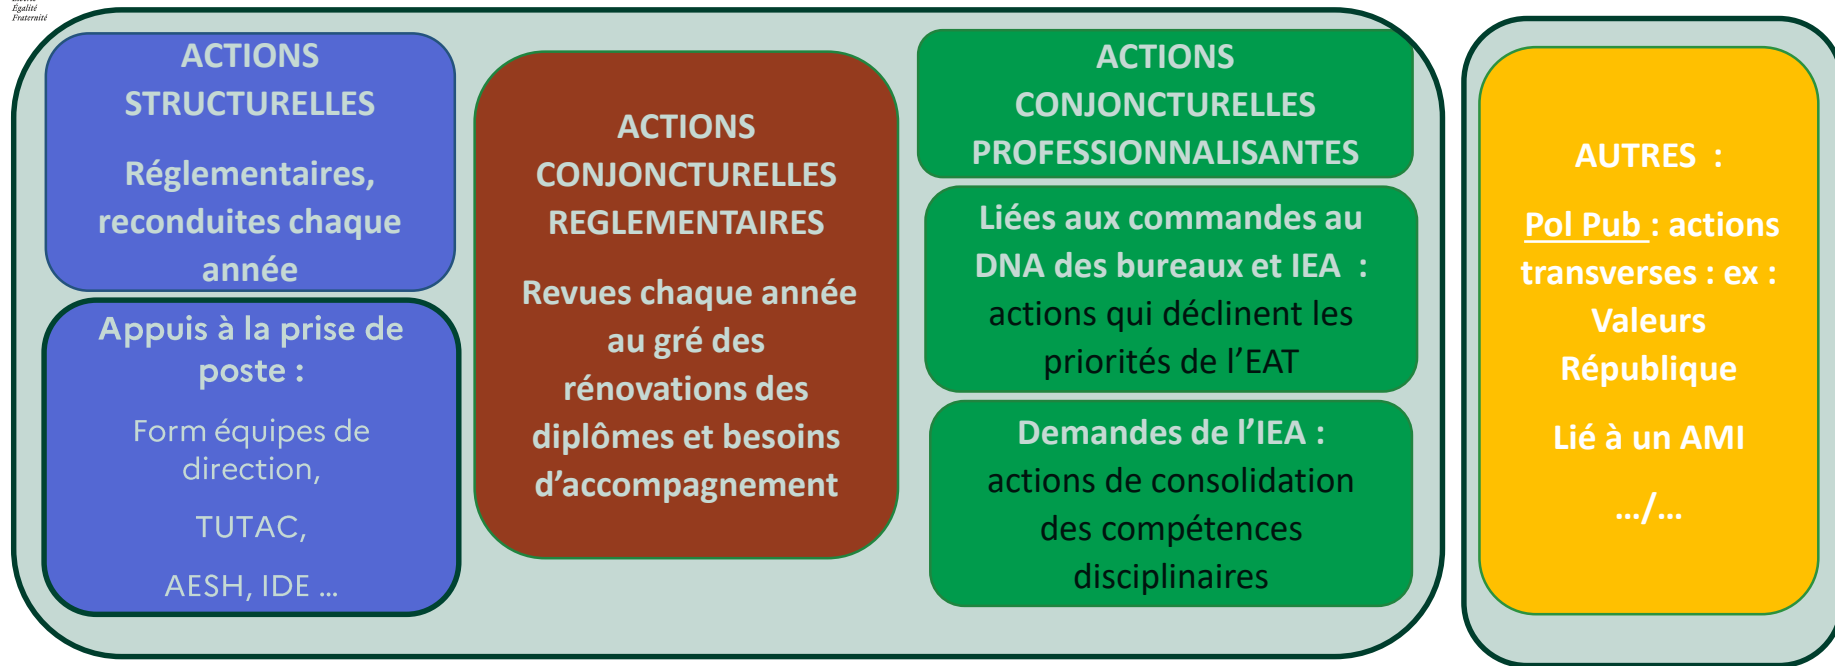 Égalité
Fraternité
ACTIONS
STRUCTURELLES
Réglementaires,
reconduites chaque
année
Appuis à la prise de
poste :
Form équipes de
direction,
TUTAC,
AESH, IDE ...
ACTIONS
CONJONCTURELLES
REGLEMENTAIRES
Revues chaque année
au gré des
rénovations des
diplômes et besoins
d’accompagnement
ACTIONS
CONJONCTURELLES
PROFESSIONNALISANTES
Liées aux commandes au
DNA des bureaux et IEA :
actions qui déclinent les
priorités de l’EAT
Demandes de l’IEA :
actions de consolidation
des compétences
disciplinaires
AUTRES :
Pol Pub : actions
transverses : ex :
Valeurs
République
Lié à un AMI
…/…